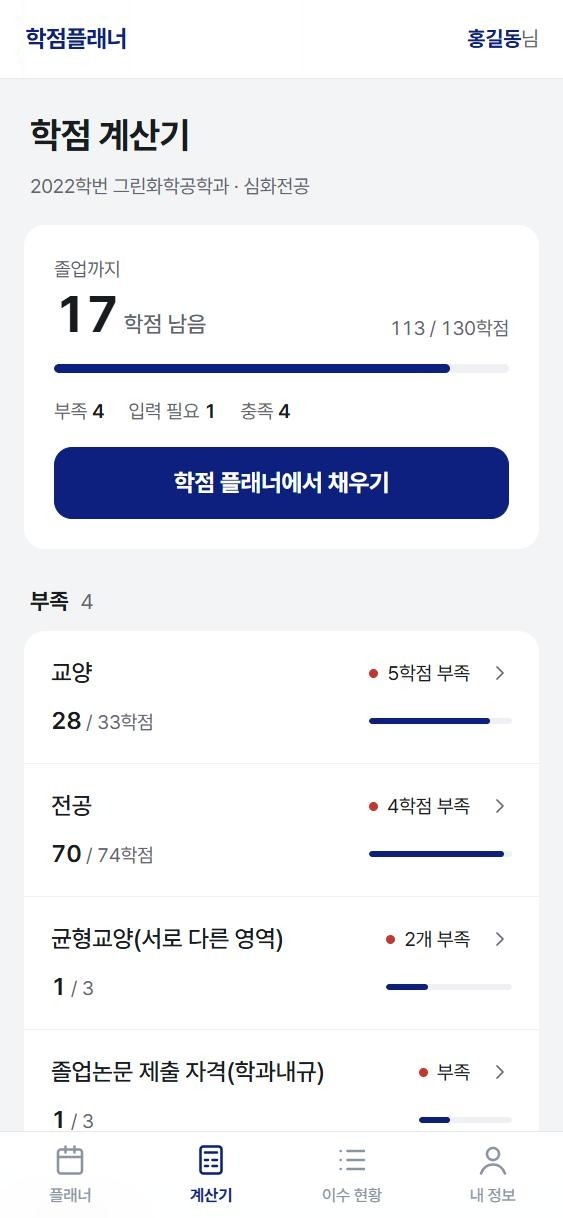 학점플래너
홍길동님
학점 계산기
2022학번 그린화학공학과 · 심화전공
졸업까지
17 학점 남음
113 / 130학점
부족 4 입력 필요 1 충족 4
학점 플래너에서 채우기
부족 4
교양
5학점 부족
28 / 33학점
전공
4학점 부족
70 / 74학점
균형교양(서로 다른 영역)
2개 부족
1 / 3
졸업논문 제출 자격(학과내규)
부족
1 / 3
플래너
계산기
이수 현황
내 정보